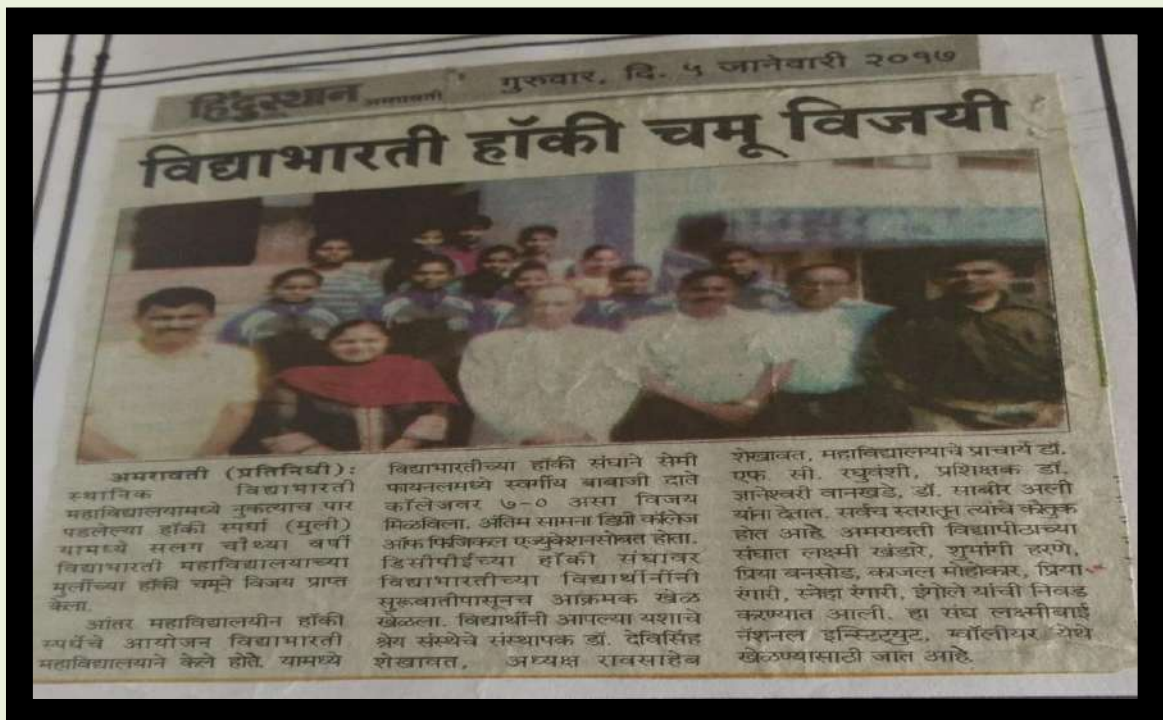 हिंदुस्थान अमरावती गुरुवार, दि. ५ जानेवारी २०१७
विद्याभारती हॉकी चमू विजयी
अमरावती (प्रतिनिधी):
स्थानिक विद्याभारती
महाविद्यालयामध्ये नुकत्याच पार
पडलेल्या हॉकी स्पर्धा (मुली)
यामध्ये सलग चौथ्या वर्षी
विद्याभारती महाविद्यालयाच्या
मुलींच्या हॉकी चमूने विजय प्राप्त
केला.
आंतर महाविद्यालयीन हॉकी
स्पर्धेचे आयोजन विद्याभारती
महाविद्यालयाने केले होते. यामध्ये
विद्याभारतीच्या हॉकी संघाने सेमी
फायनलमध्ये स्वर्गीय बाबाजी दाते
कॉलेजवर ७-० असा विजय
मिळविला. अंतिम सामना डिग्री कॉलेज
ऑफ फिजिकल एज्युकेशनसोबत होता.
डिसीपीईच्या हॉकी संघावर
विद्याभारतीच्या विद्यार्थीनींनी
सुरूवातीपासूनच आक्रमक खेळ
खेळला. विद्यार्थीनी आपल्या यशाचे
श्रेय संस्थेचे संस्थापक डॉ. देविसिंह
शेखावत, अध्यक्ष रावसाहेब
शेखावत, महाविद्यालयाचे प्राचार्य डॉ.
एफ. सी. रघुवंशी, प्रशिक्षक डॉ.
ज्ञानेश्वरी वानखडे, डॉ. साबीर अली
यांना देतात. सर्वच स्तरातून त्यांचे कौतुक
होत आहे. अमरावती विद्यापीठाच्या
संघात लक्ष्मी खंडारे, शुभांगी हरणे,
प्रिया बनसोड, काजल मोहोकार, प्रिया
रंगारी, स्नेहा रंगारी, इंगोले यांची निवड
करण्यात आली. हा संघ लक्ष्मीबाई
नॅशनल इन्स्टिट्युट, ग्वॉलीयर येथे
खेळण्यासाठी जात आहे.